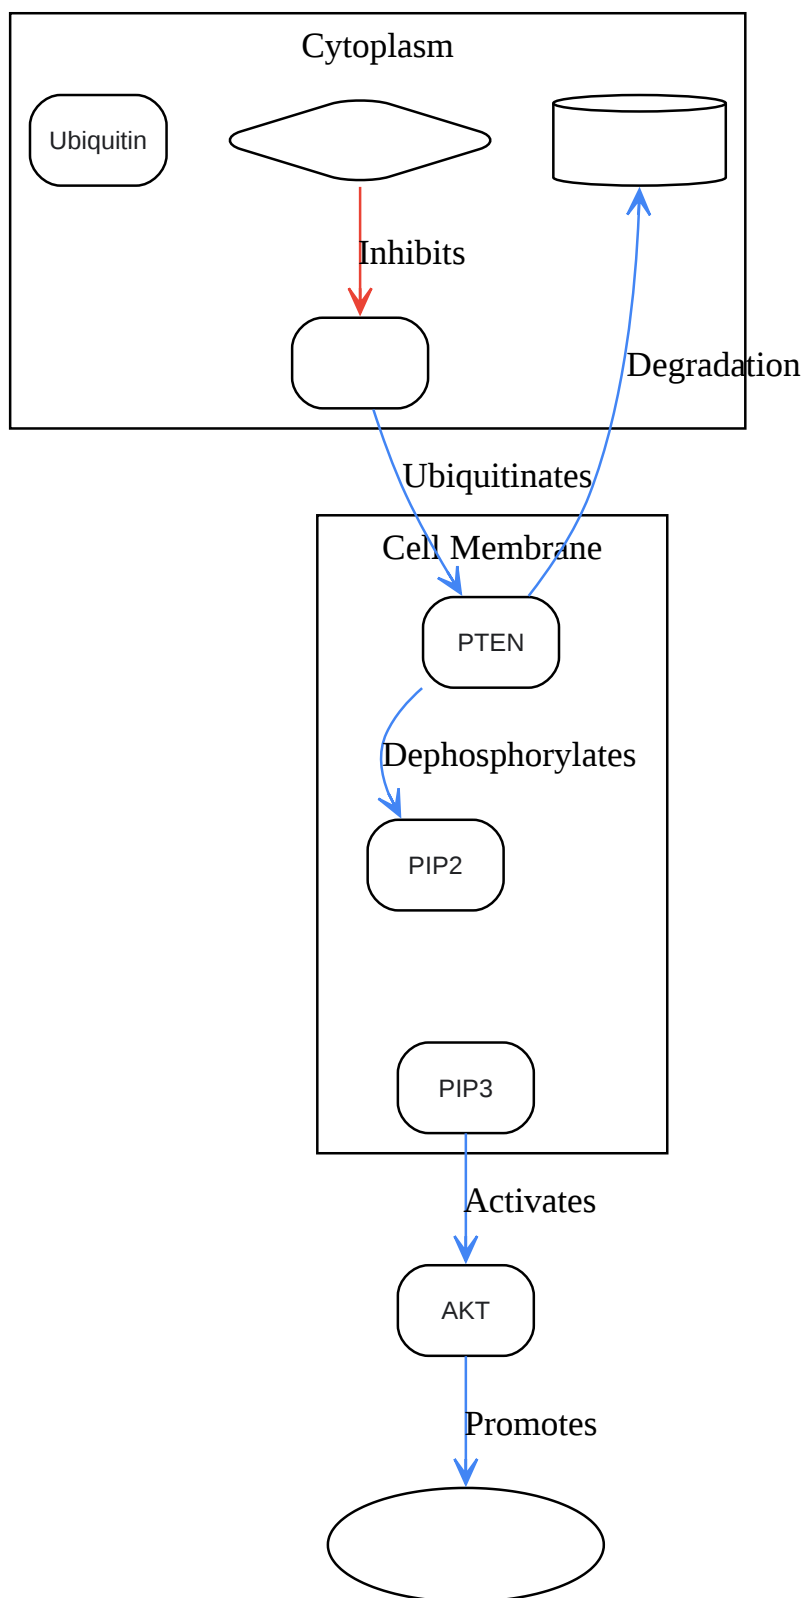 Cytoplasm
Ubiquitin
Inhibits
Degradation
Ubiquitinates
Cell Membrane
PTEN
Dephosphorylates
PIP2
PIP3
Activates
AKT
Promotes